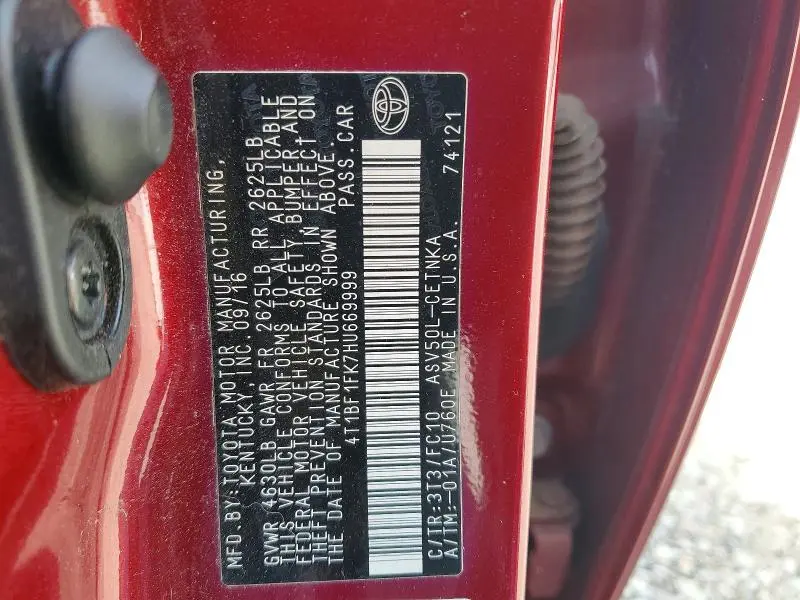 MFD.BY:TOYOTA MOTOR MANUFACTURING,
KENTUCKY, INC. 09/16
GVWR 4630LB GAWR FR 2625LB RR 2625LB
THIS VEHICLE CONFORMS TO ALL APPLICABLE
FEDERAL MOTOR VEHICLE SAFETY, BUMPER,AND
THEFT PREVENTION STANDARDS IN EFFECT ON
THE DATE OF MANUFACTURE SHOWN ABOVE.
4T1BF1FK7HU669999 PASS.CAR
C/TR:3T3/FC10 ASV50L-CETNKA 74121
A/TM:-01A/U760E MADE IN U.S.A.